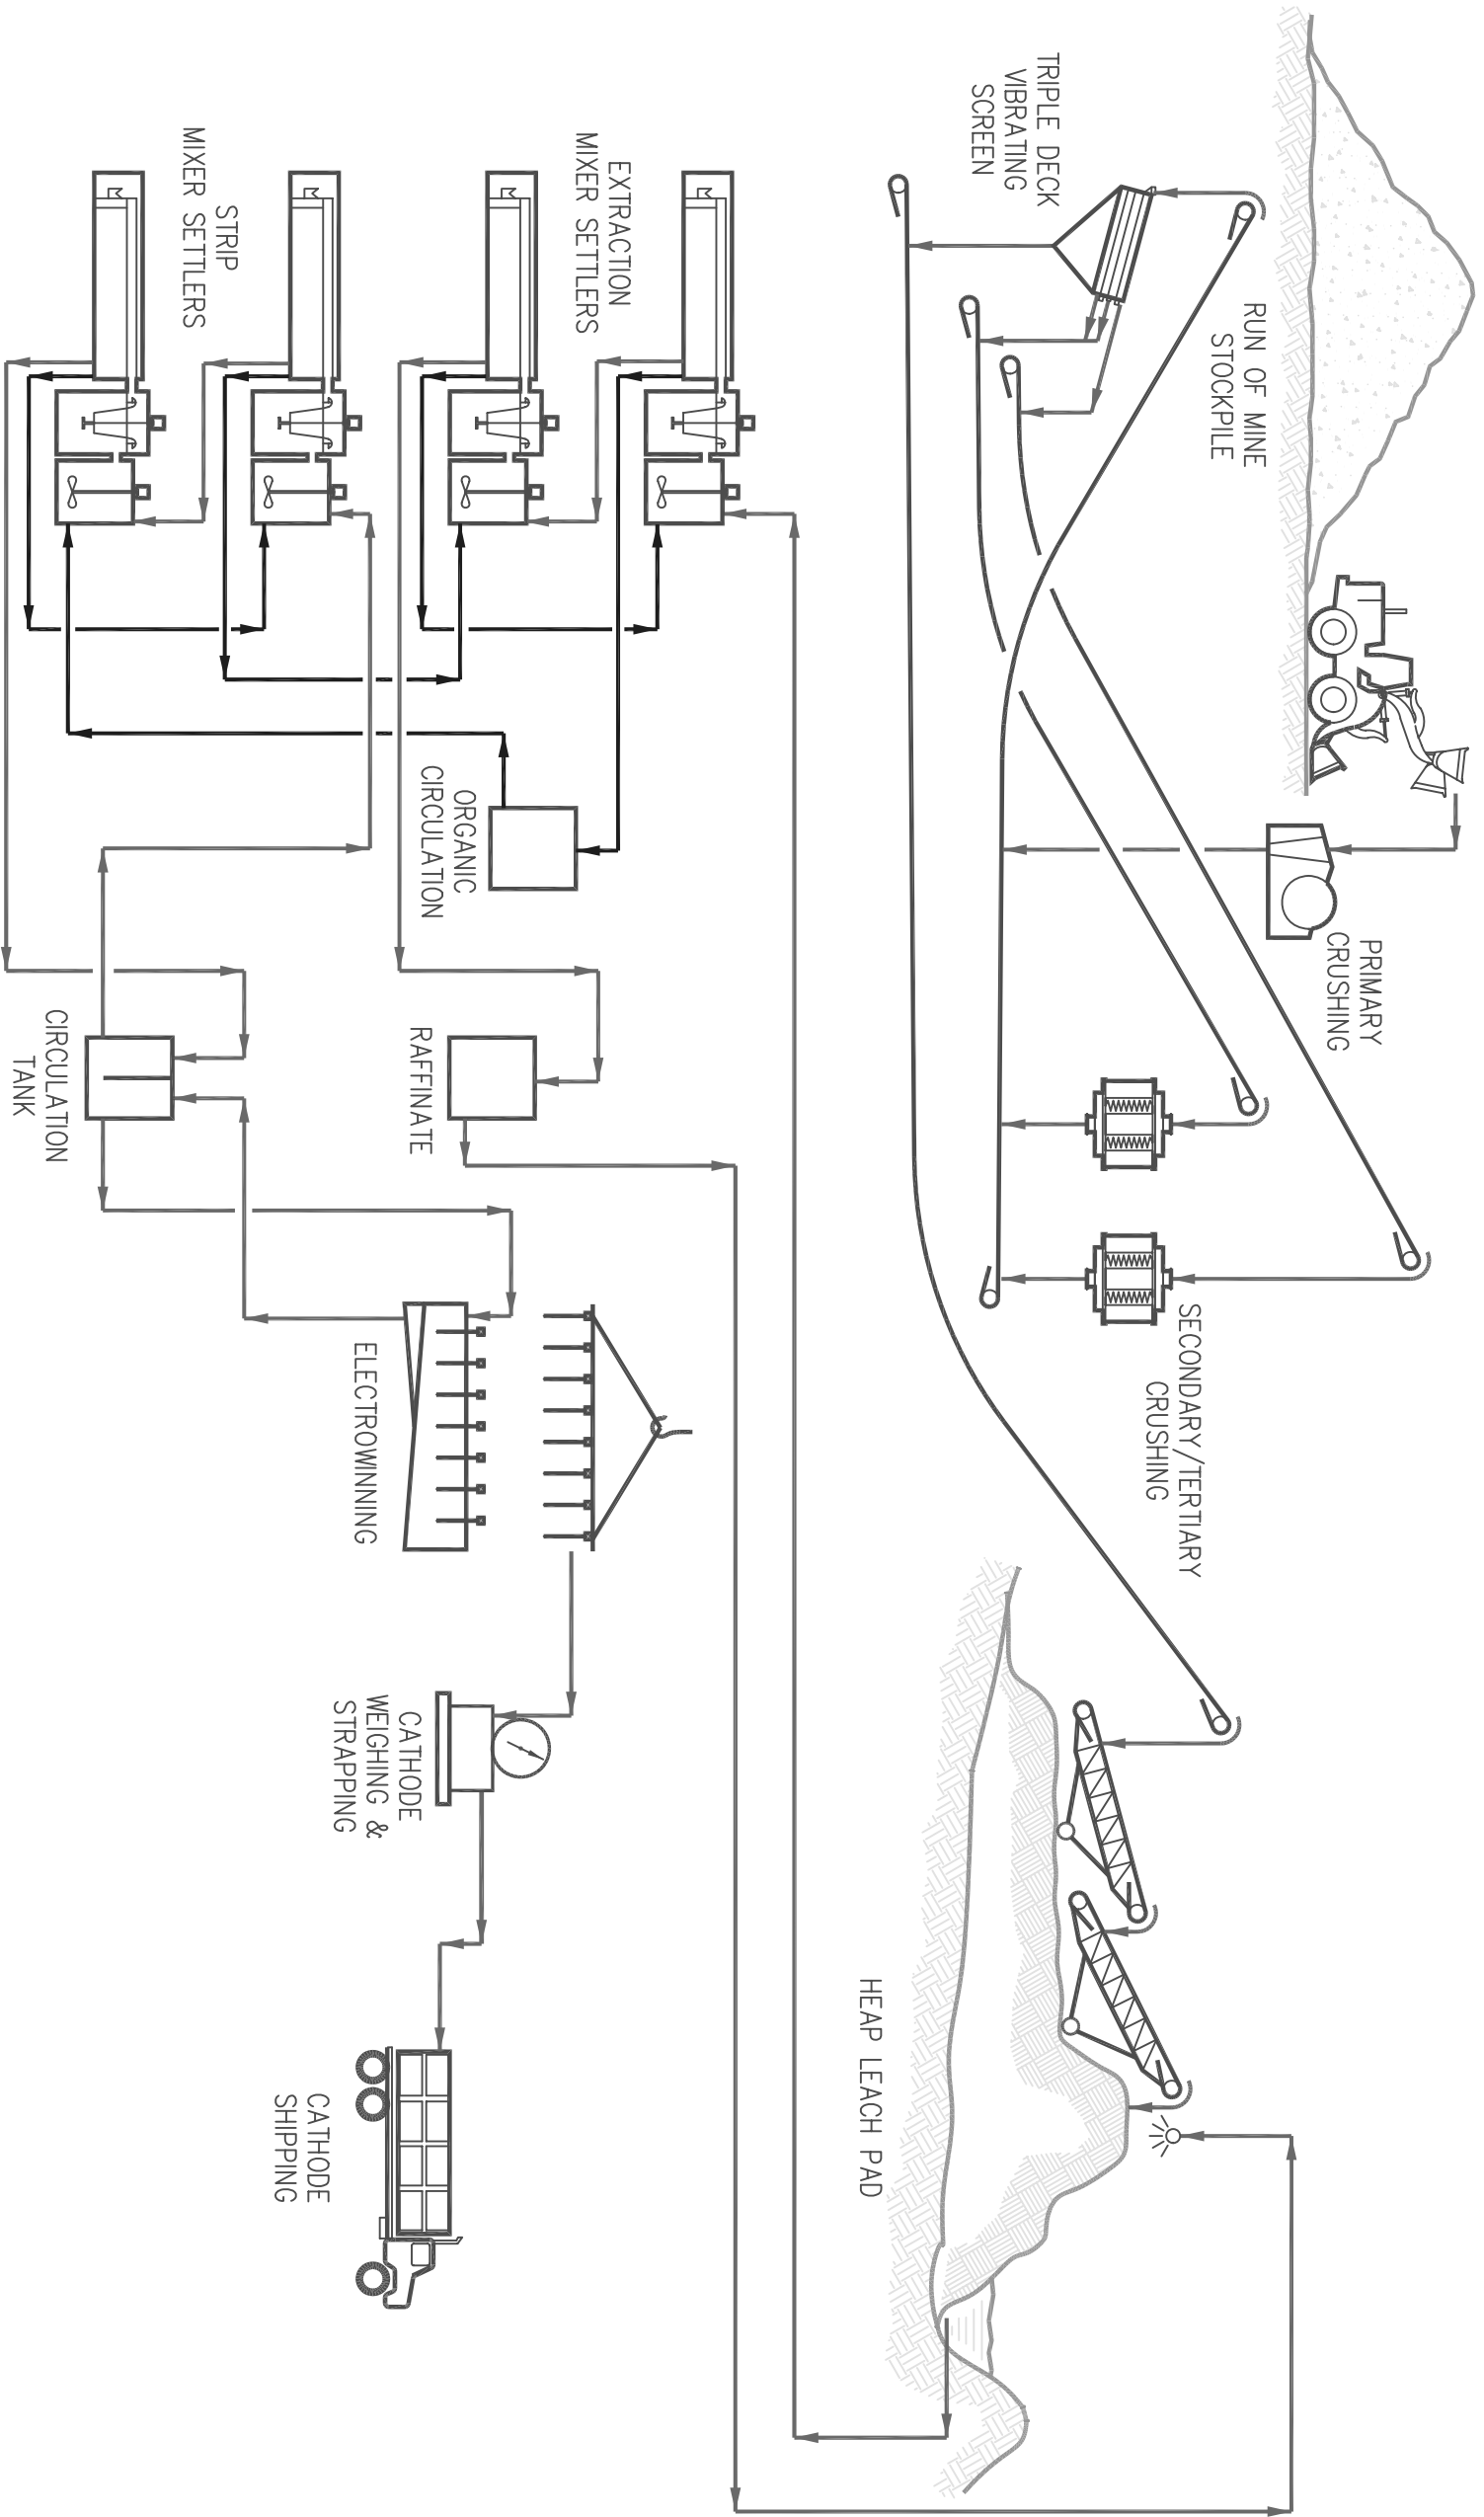 RUN OF MINE
STOCKPILE
PRIMARY
CRUSHING
TRIPLE DECK
VIBRATING
SCREEN
SECONDARY/TERTIARY
CRUSHING
HEAP LEACH PAD
EXTRACTION
MIXER SETTLERS
STRIP
MIXER SETTLERS
ORGANIC
CIRCULATION
RAFFINATE
CIRCULATION
TANK
ELECTROWINNING
CATHODE
WEIGHING &
STRAPPING
CATHODE
SHIPPING